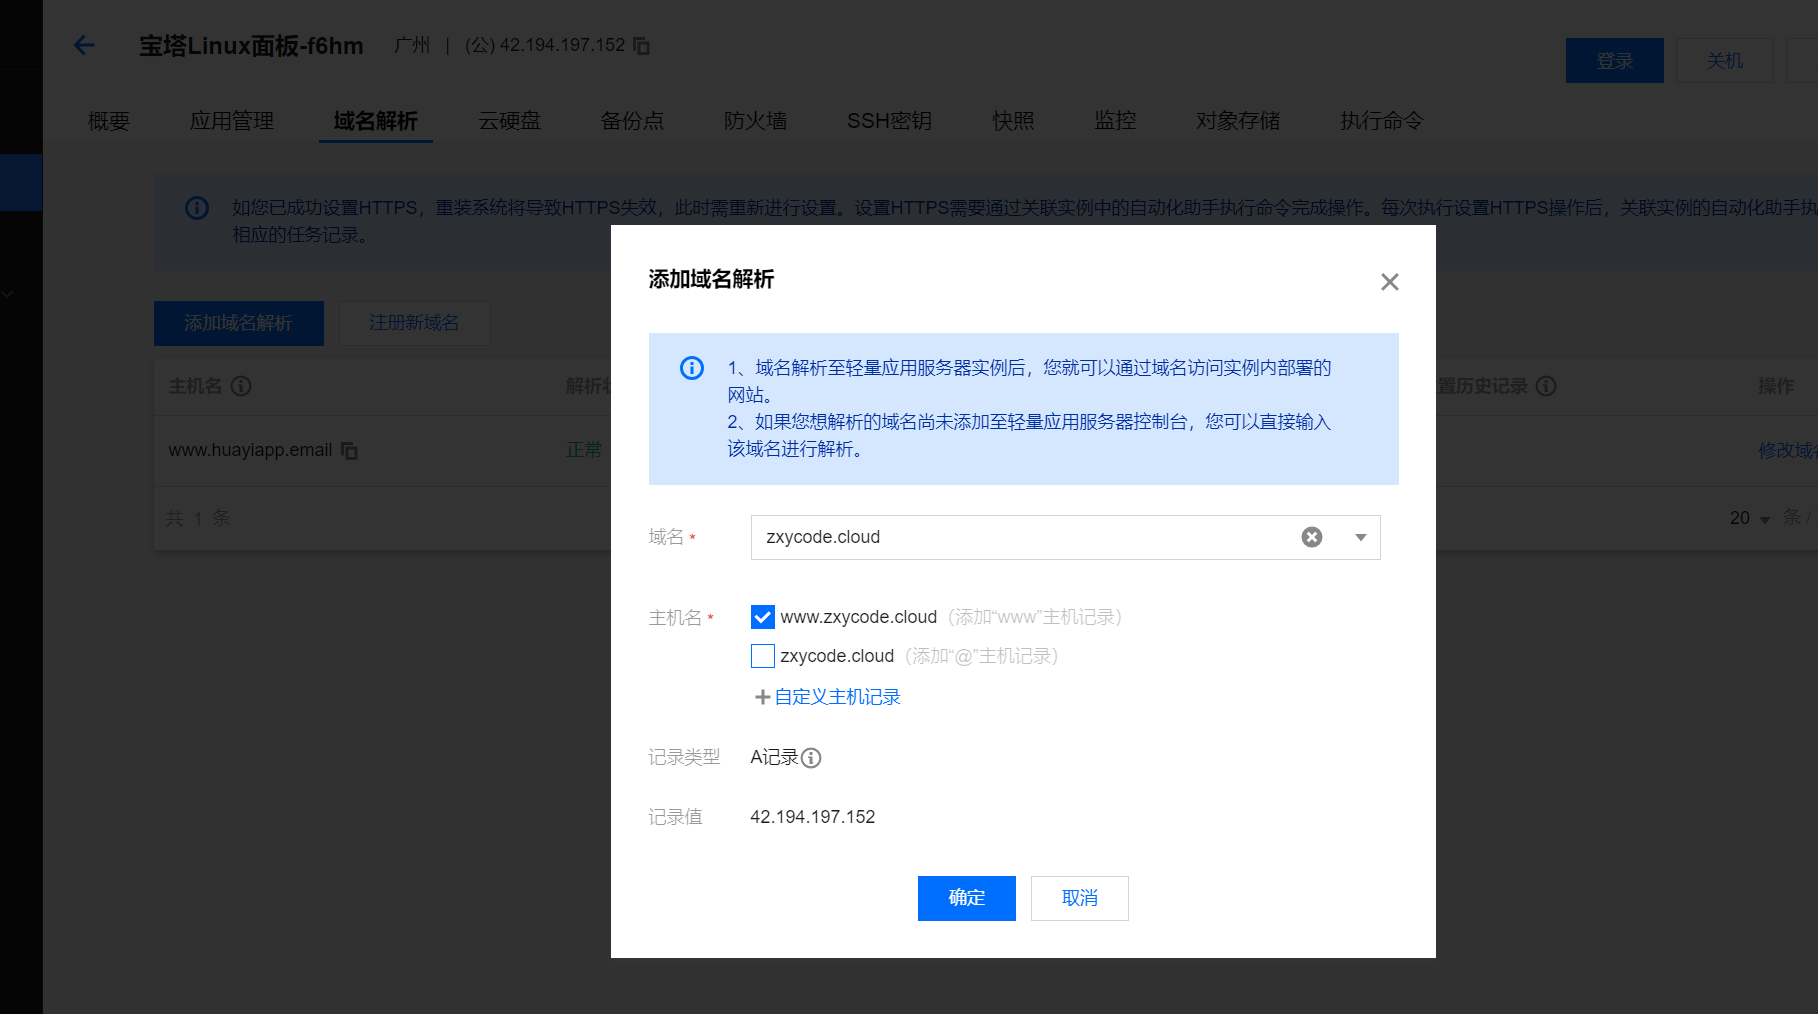 宝塔Linux面板-f6hm 广州 | (公) 42.194.197.152
登录 关机
概要 应用管理 域名解析 云硬盘 备份点 防火墙 SSH密钥 快照 监控 对象存储 执行命令
如您已成功设置HTTPS，重装系统将导致HTTPS失效，此时需重新进行设置。设置HTTPS需要通过关联实例中的自动化助手执行命令完成操作。每次执行设置HTTPS操作后，关联实例的自动化助手执
相应的任务记录。
添加域名解析 注册新域名
主机名 解析状 置历史记录 操作
www.huayiapp.email 正常 修改域名
共 1 条 20 条 /
添加域名解析
1、域名解析至轻量应用服务器实例后，您就可以通过域名访问实例内部署的
网站。
2、如果您想解析的域名尚未添加至轻量应用服务器控制台，您可以直接输入
该域名进行解析。
域名 * zxycode.cloud
主机名 * www.zxycode.cloud（添加“www”主机记录）
zxycode.cloud（添加“@”主机记录）
自定义主机记录
记录类型 A记录
记录值 42.194.197.152
确定 取消